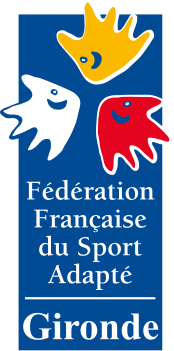 Fédération
Française
du Sport
Adapté
Gironde